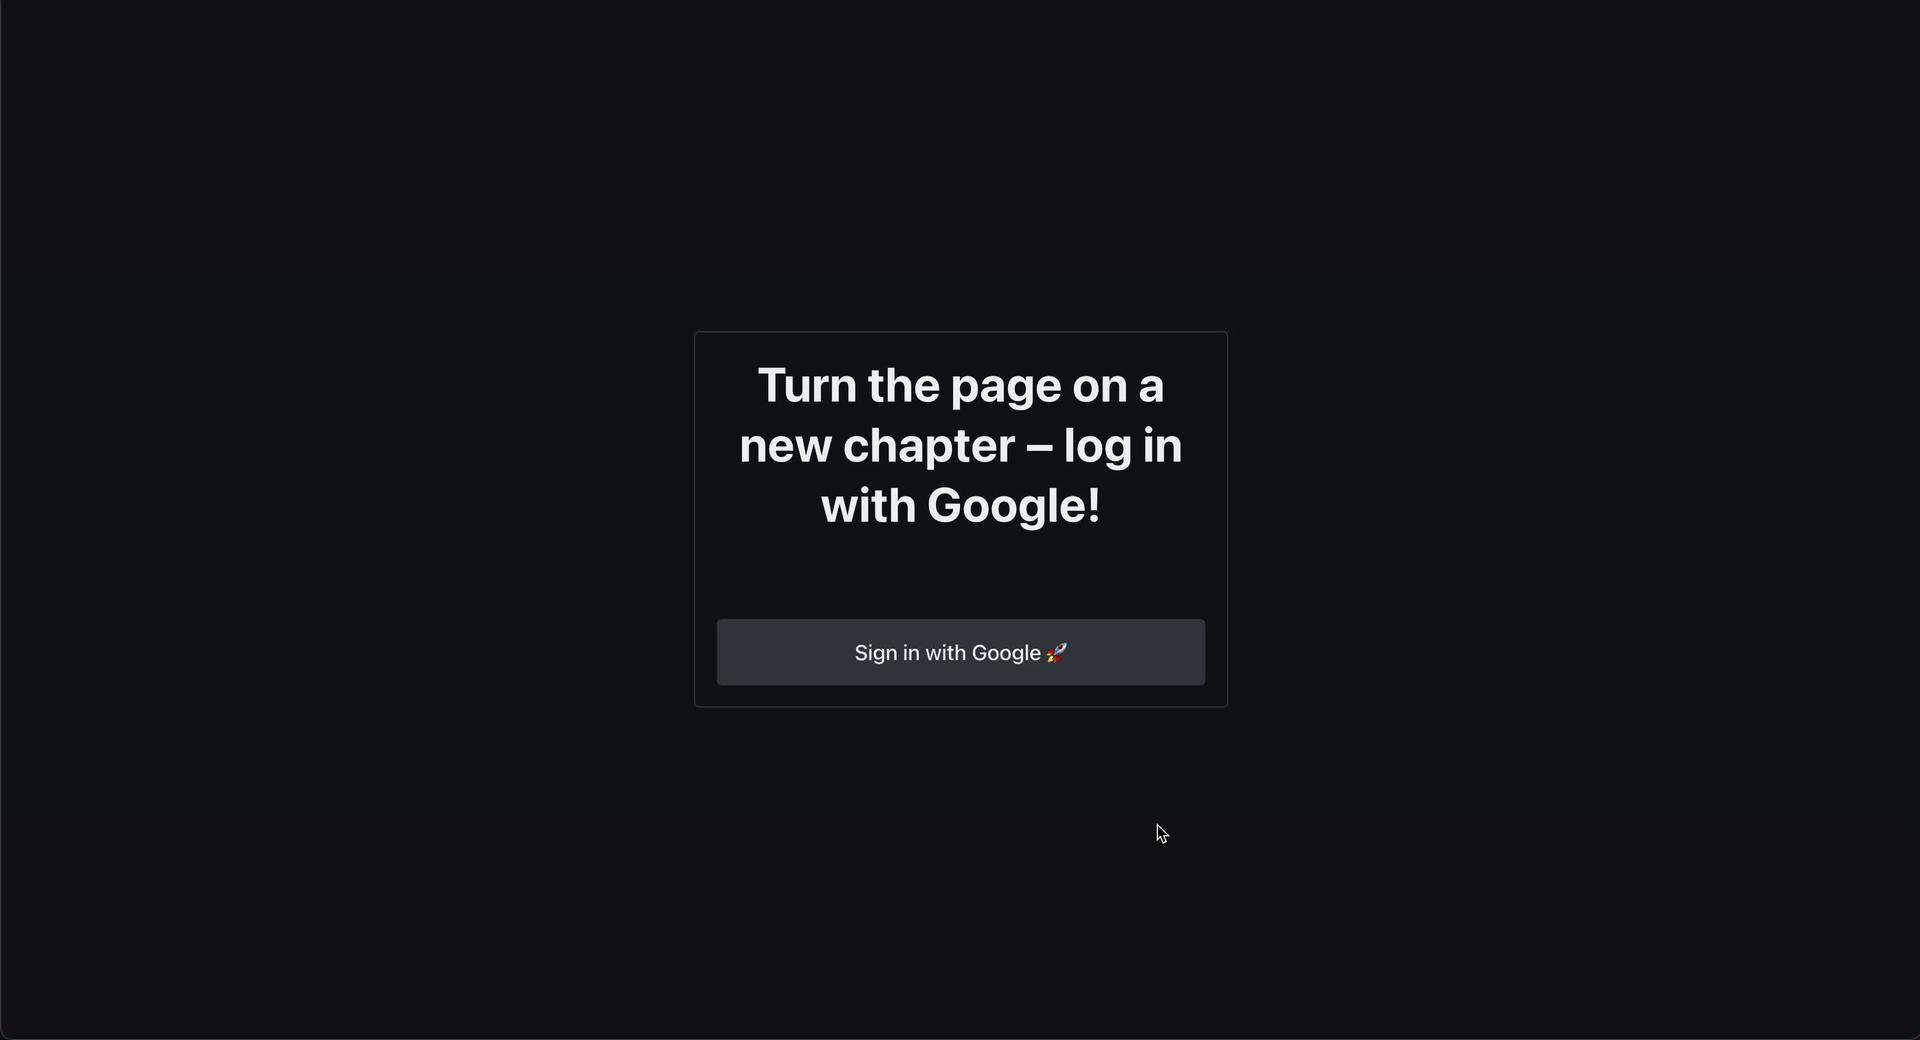 Turn the page on a
new chapter – log in
with Google!
Sign in with Google 🚀